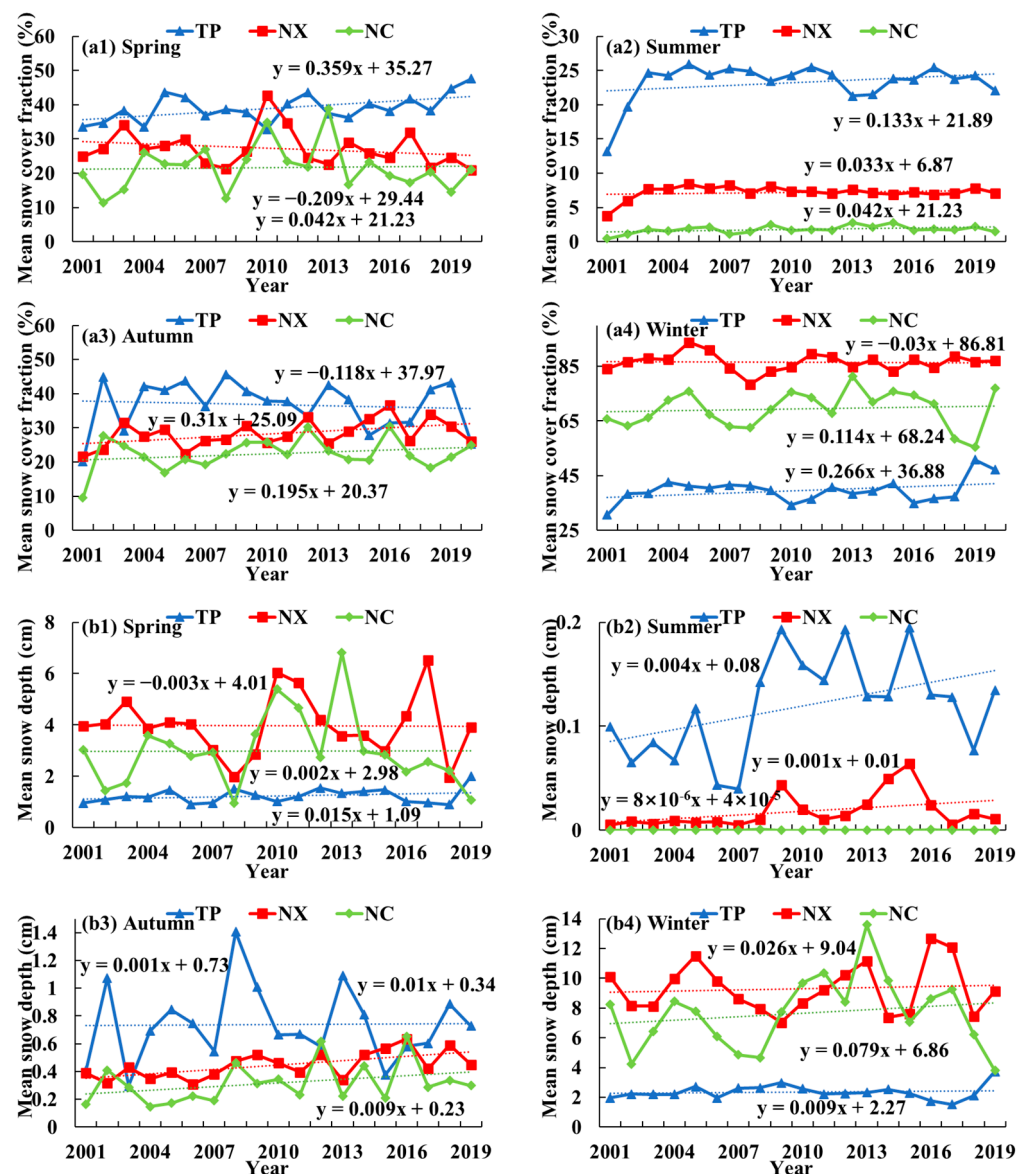 TP NX NC
(a1) Spring
Mean snow cover fraction (%)
60
50
40
30
20
10
0
y = 0.359x + 35.27
y = −0.209x + 29.44
y = 0.042x + 21.23
2001 2004 2007 2010 2013 2016 2019
Year
TP NX NC
(a2) Summer
Mean snow cover fraction (%)
30
25
20
15
10
5
0
y = 0.133x + 21.89
y = 0.033x + 6.87
y = 0.042x + 21.23
2001 2004 2007 2010 2013 2016 2019
Year
TP NX NC
(a3) Autumn
Mean snow cover fraction (%)
60
50
40
30
20
10
0
y = −0.118x + 37.97
y = 0.31x + 25.09
y = 0.195x + 20.37
2001 2004 2007 2010 2013 2016 2019
Year
TP NX NC
(a4) Winter
Mean snow cover fraction (%)
85
65
45
25
y = −0.03x + 86.81
y = 0.114x + 68.24
y = 0.266x + 36.88
2001 2004 2007 2010 2013 2016 2019
Year
TP NX NC
(b1) Spring
Mean snow depth (cm)
8
6
4
2
0
y = −0.003x + 4.01
y = 0.002x + 2.98
y = 0.015x + 1.09
2001 2004 2007 2010 2013 2016 2019
Year
TP NX NC
(b2) Summer
Mean snow depth (cm)
0.2
0.1
0
y = 0.004x + 0.08
y = 0.001x + 0.01
y = 8×10⁻⁶x + 4×10⁻⁵
2001 2004 2007 2010 2013 2016 2019
Year
TP NX NC
(b3) Autumn
Mean snow depth (cm)
1.4
1.2
1
0.8
0.6
0.4
0.2
0
y = 0.001x + 0.73
y = 0.01x + 0.34
y = 0.009x + 0.23
2001 2004 2007 2010 2013 2016 2019
Year
TP NX NC
(b4) Winter
Mean snow depth (cm)
14
12
10
8
6
4
2
0
y = 0.026x + 9.04
y = 0.079x + 6.86
y = 0.009x + 2.27
2001 2004 2007 2010 2013 2016 2019
Year